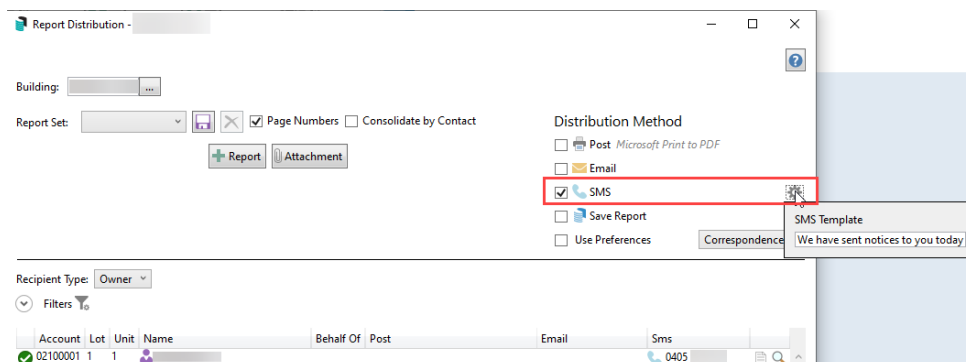 Report Distribution -
?
Building: ...
Report Set: Page Numbers Consolidate by Contact
+ Report Attachment
Distribution Method
Post Microsoft Print to PDF
Email
SMS
Save Report
Use Preferences Correspondence
SMS Template
We have sent notices to you today
Recipient Type: Owner
Filters
Account Lot Unit Name Behalf Of Post Email Sms
02100001 1 1 0405